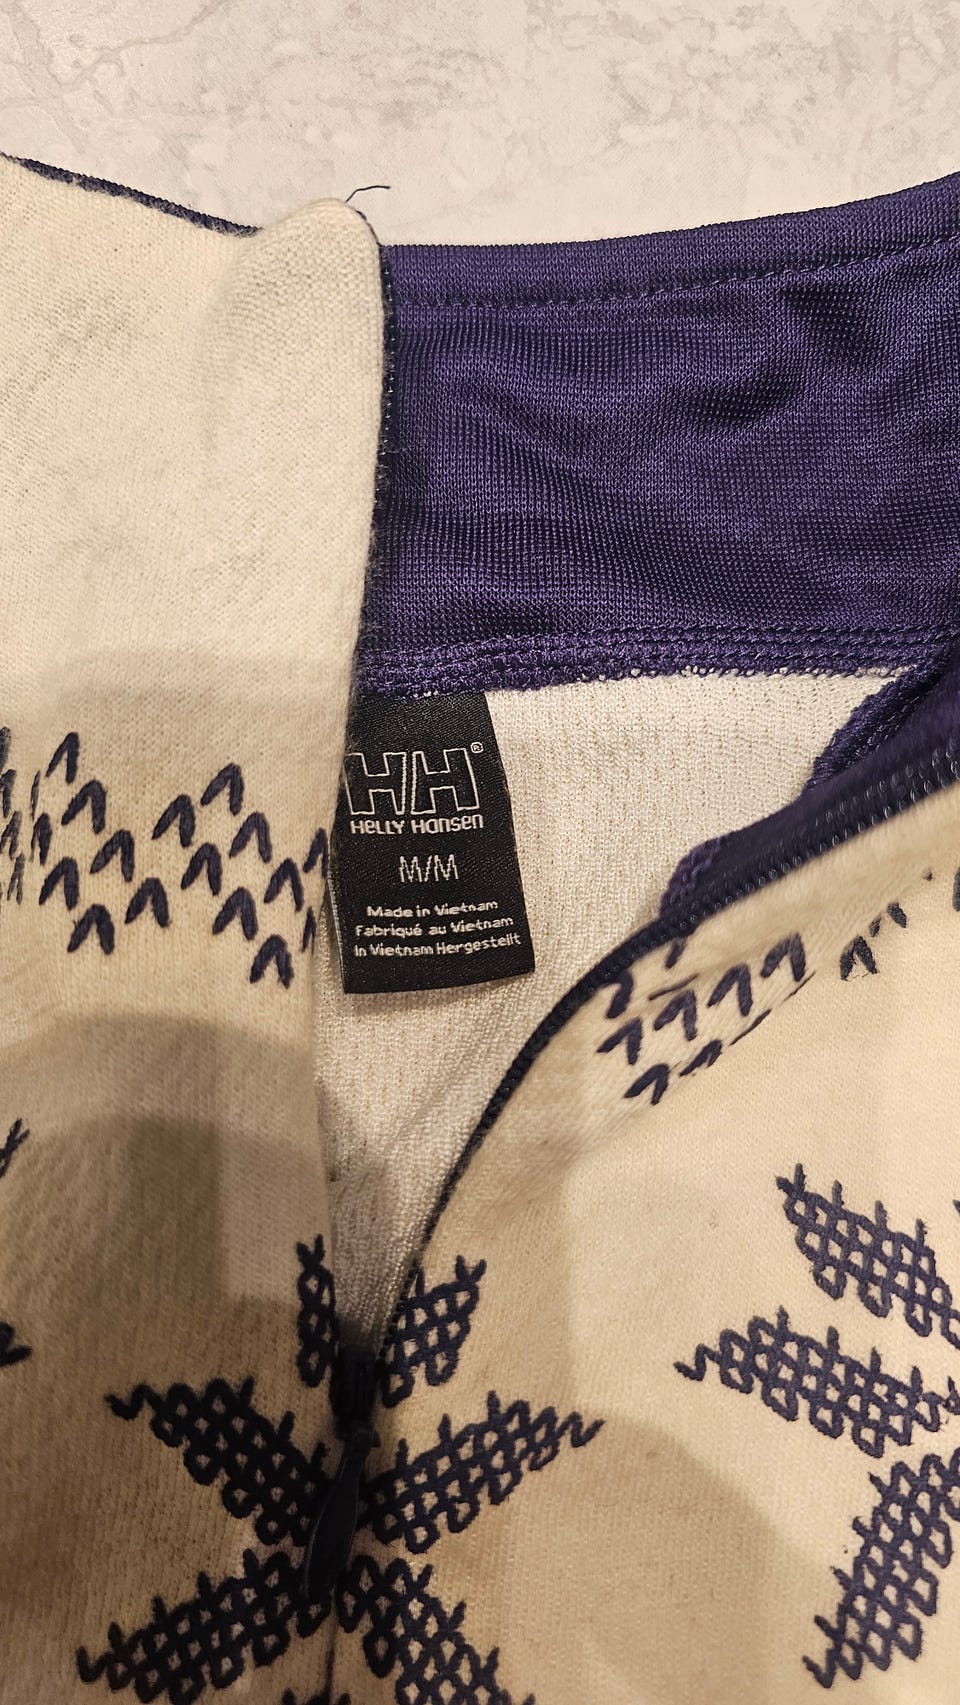 HH®
HELLY HANSEN
M/M
Made in Vietnam
Fabriqué au Vietnam
In Vietnam Hergestellt